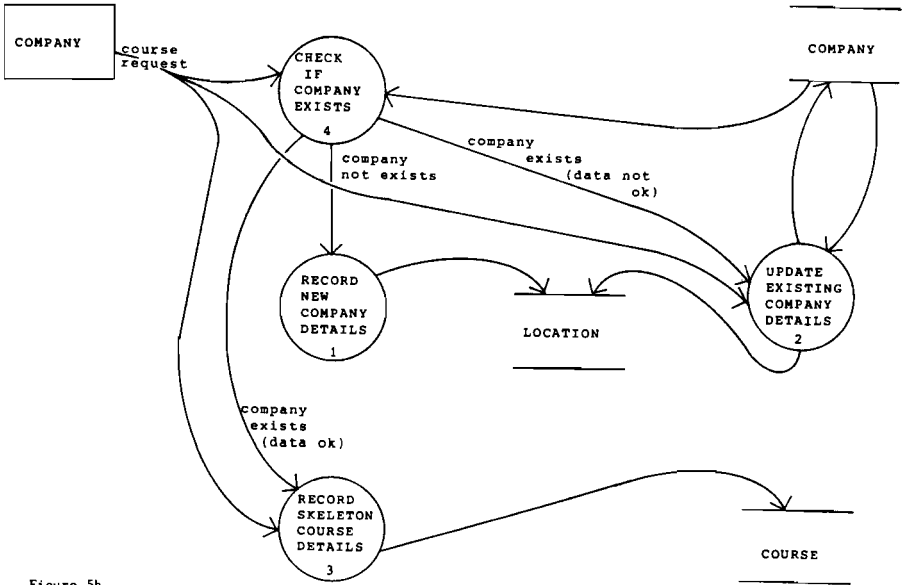 COMPANY
course
request
CHECK
IF
COMPANY
EXISTS
4
COMPANY
company
not exists
company
exists
(data not
ok)
RECORD
NEW
COMPANY
DETAILS
1
LOCATION
UPDATE
EXISTING
COMPANY
DETAILS
2
company
exists
(data ok)
RECORD
SKELETON
COURSE
DETAILS
3
COURSE
Figure 5b